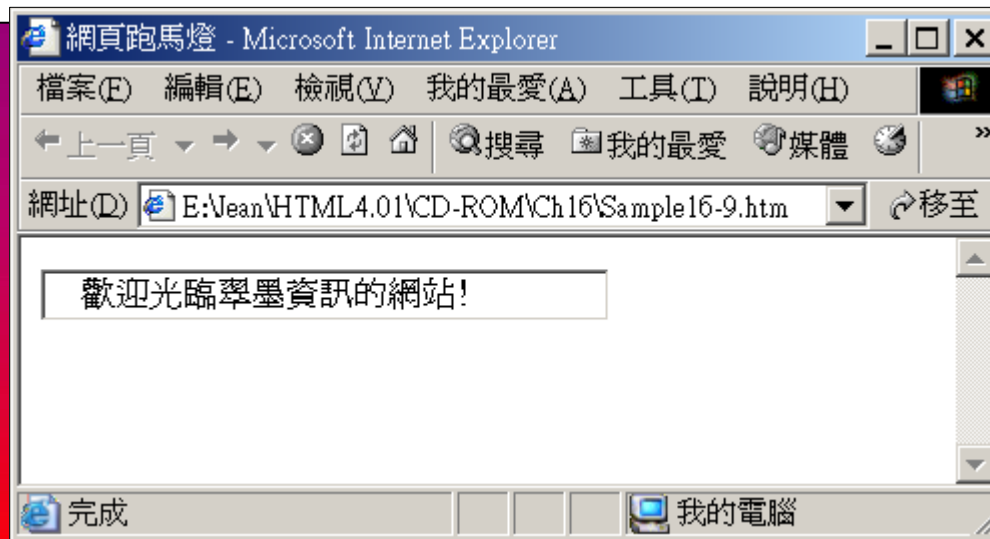 網頁跑馬燈 - Microsoft Internet Explorer
檔案(F) 編輯(E) 檢視(V) 我的最愛(A) 工具(T) 說明(H)
上一頁 搜尋 我的最愛 媒體 »
網址(D) E:\Jean\HTML4.01\CD-ROM\Ch16\Sample16-9.htm 移至
歡迎光臨翠墨資訊的網站!
完成 我的電腦